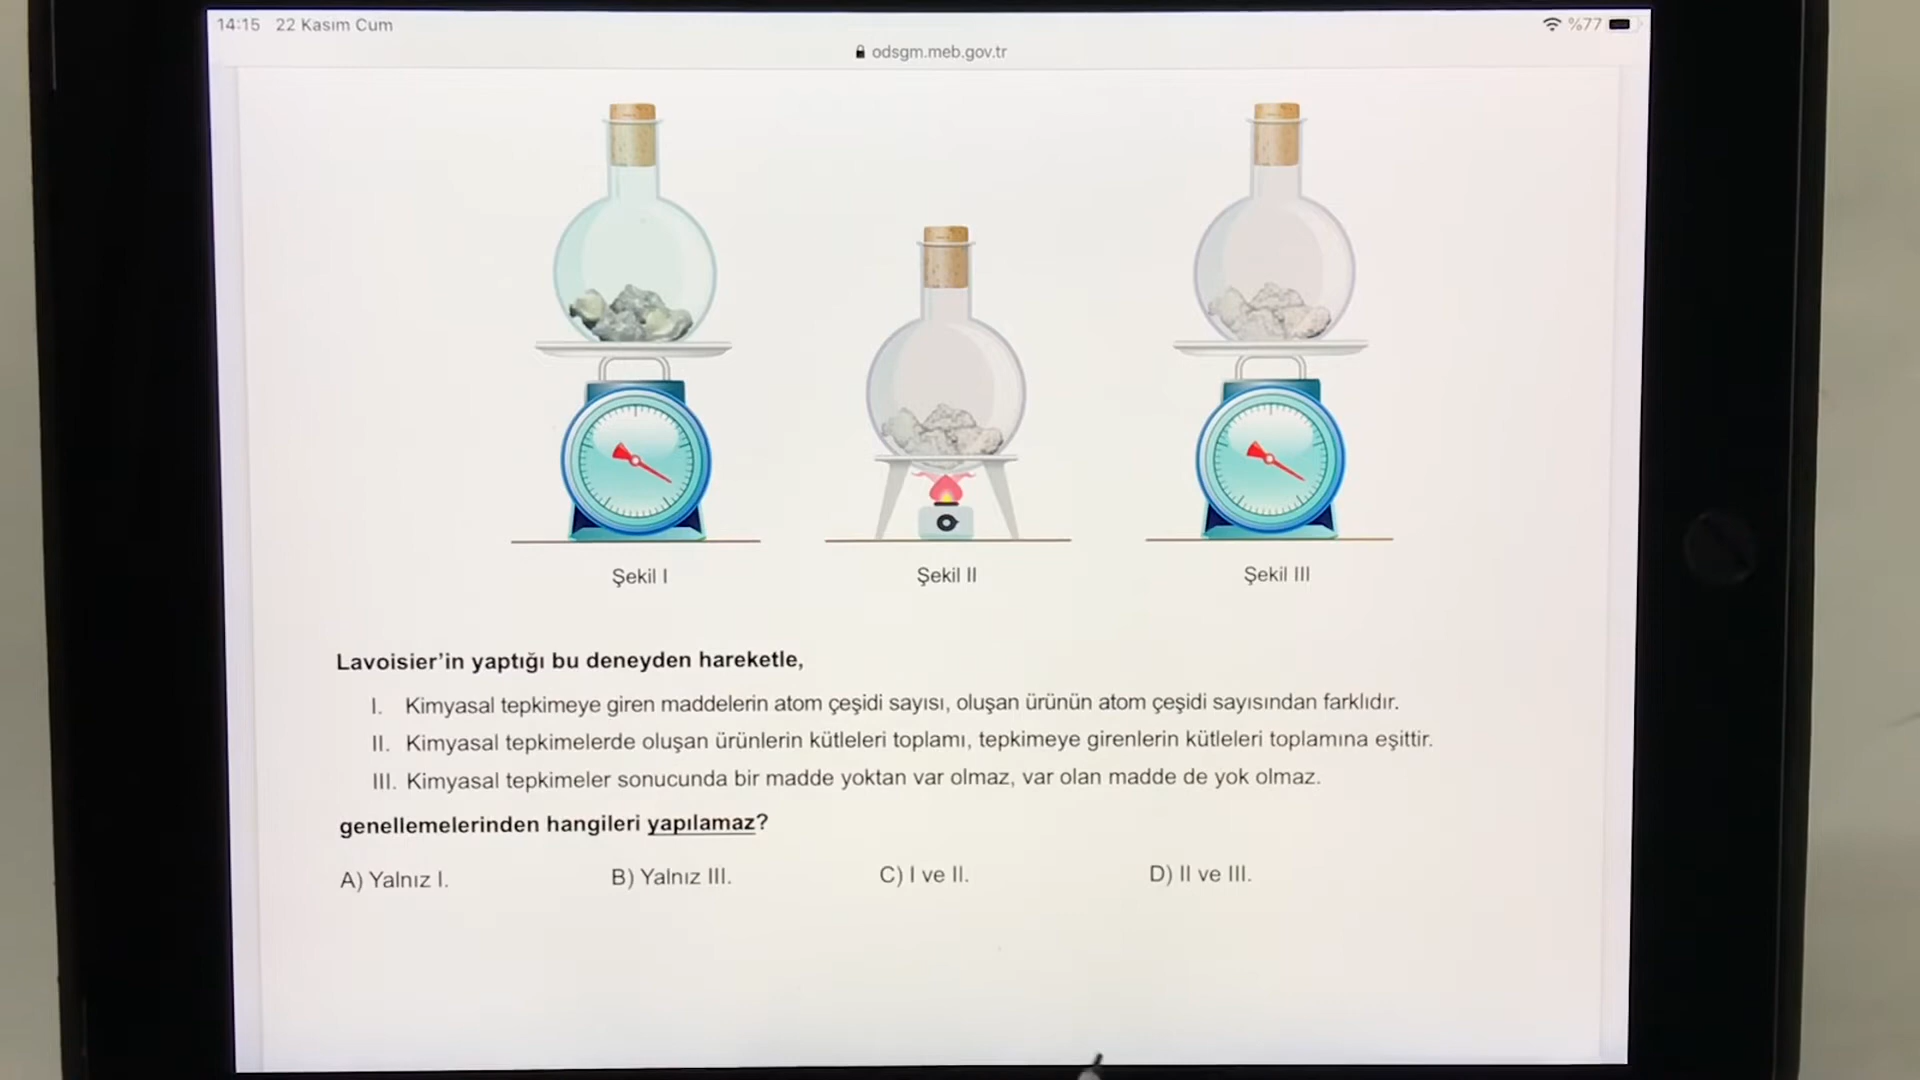 14:15 22 Kasım Cum
%77
odsgm.meb.gov.tr
Şekil I
Şekil II
Şekil III
Lavoisier’in yaptığı bu deneyden hareketle,
I. Kimyasal tepkimeye giren maddelerin atom çeşidi sayısı, oluşan ürünün atom çeşidi sayısından farklıdır.
II. Kimyasal tepkimelerde oluşan ürünlerin kütleleri toplamı, tepkimeye girenlerin kütleleri toplamına eşittir.
III. Kimyasal tepkimeler sonucunda bir madde yoktan var olmaz, var olan madde de yok olmaz.
genellemelerinden hangileri yapılamaz?
A) Yalnız I.
B) Yalnız III.
C) I ve II.
D) II ve III.